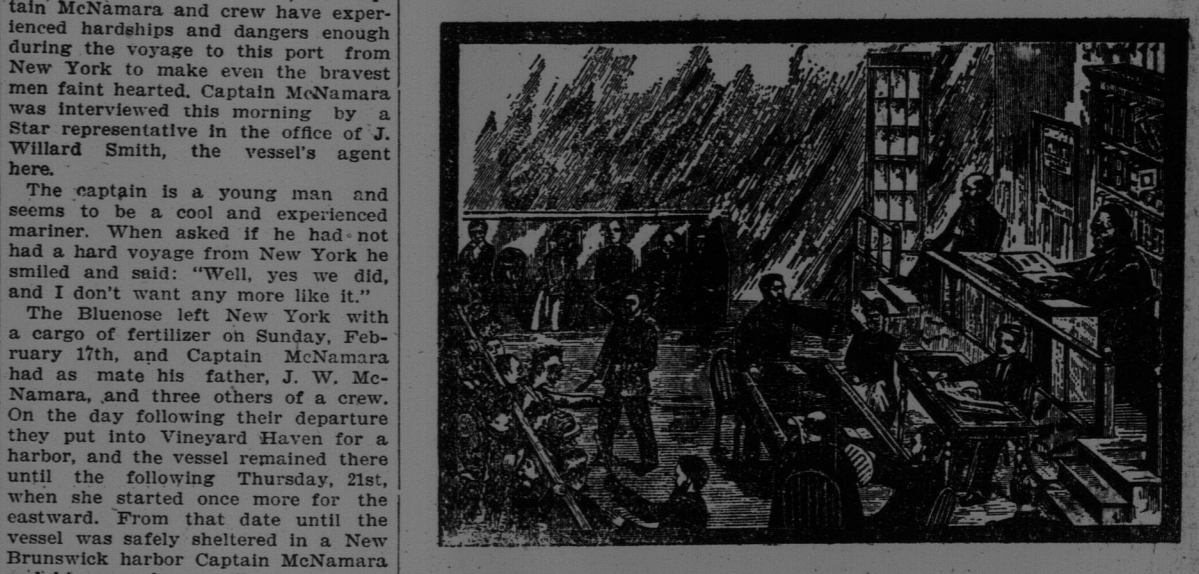 tain McNamara and crew have exper-
ienced hardships and dangers enough
during the voyage to this port from
New York to make even the bravest
men faint hearted. Captain McNamara
was interviewed this morning by a
Star representative in the office of J.
Willard Smith, the vessel's agent
here.
The captain is a young man and
seems to be a cool and experienced
mariner. When asked if he had not
had a hard voyage from New York he
smiled and said: "Well, yes we did,
and I don't want any more like it."
The Bluenose left New York with
a cargo of fertilizer on Sunday, Feb-
ruary 17th, and Captain McNamara
had as mate his father, J. W. Mc-
Namara, and three others of a crew.
On the day following their departure
they put into Vineyard Haven for a
harbor, and the vessel remained there
until the following Thursday, 21st,
when she started once more for the
eastward. From that date until the
vessel was safely sheltered in a New
Brunswick harbor Captain McNamara